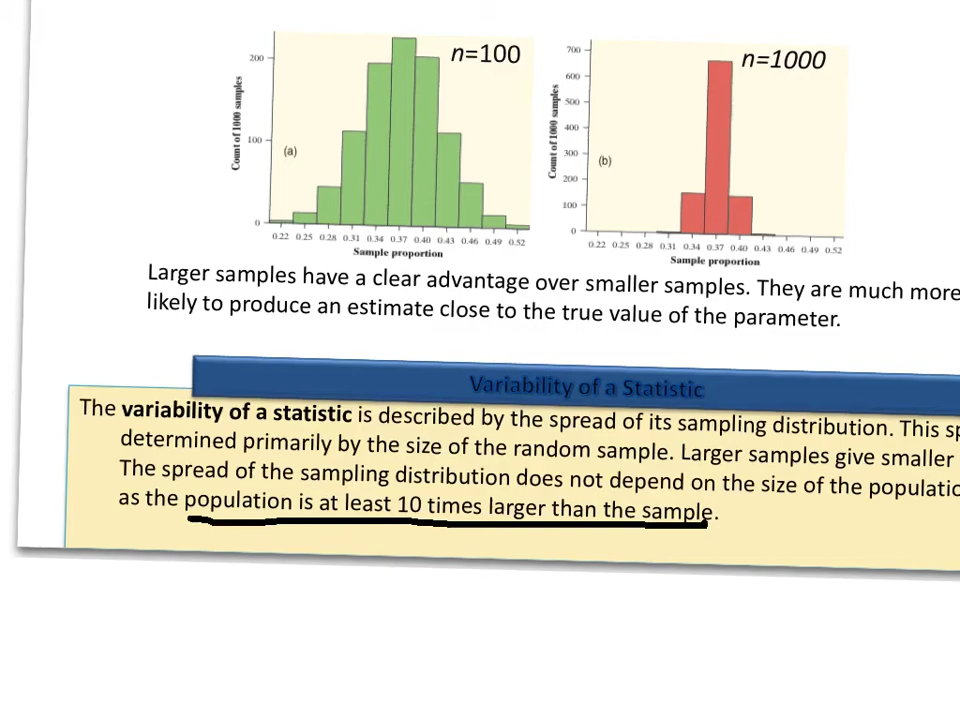 n=100
n=1000
Count of 1000 samples
200
100
0
(a)
0.22 0.25 0.28 0.31 0.34 0.37 0.40 0.43 0.46 0.49 0.52
Sample proportion
Count of 1000 samples
700
600
500
400
300
200
100
0
(b)
0.22 0.25 0.28 0.31 0.34 0.37 0.40 0.43 0.46 0.49 0.52
Sample proportion
Larger samples have a clear advantage over smaller samples. They are much more
likely to produce an estimate close to the true value of the parameter.
Variability of a Statistic
The variability of a statistic is described by the spread of its sampling distribution. This sp
determined primarily by the size of the random sample. Larger samples give smaller
The spread of the sampling distribution does not depend on the size of the populatio
as the population is at least 10 times larger than the sample.